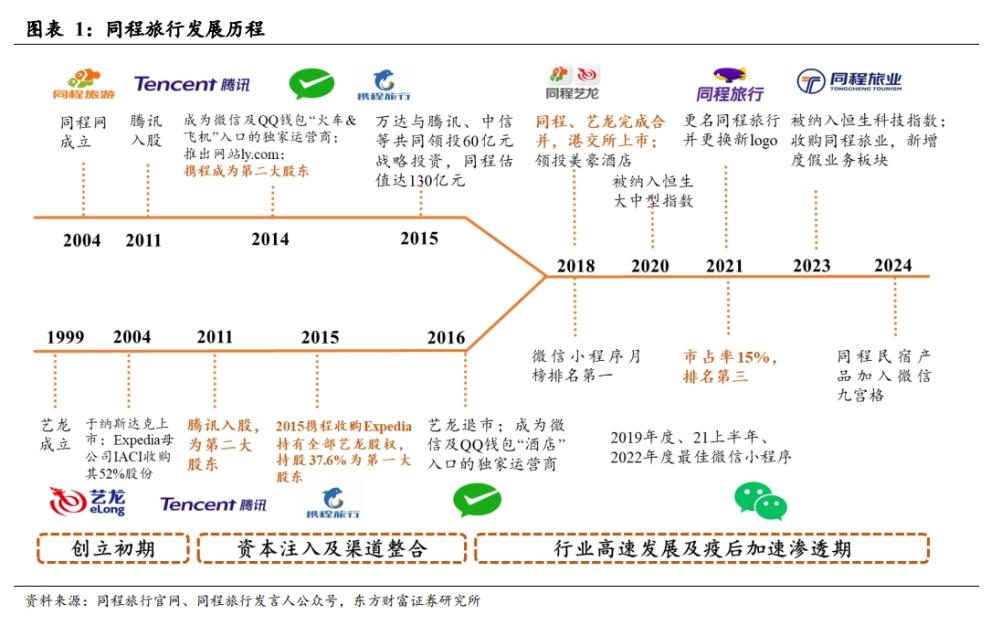 图表 1：同程旅行发展历程
同程旅游
Tencent 腾讯
携程旅行
同程艺龙
同程旅行
同程旅业
TONGCHENG TOURISM
同程网
成立
腾讯
入股
成为微信及QQ钱包“火车&
飞机”入口的独家运营商；
推出网站ly.com；
携程成为第二大股东
万达与腾讯、中信
等共同领投60亿元
战略投资，同程估
值达130亿元
同程、艺龙完成合
并，港交所上市；
领投美豪酒店
被纳入恒生
大中型指数
更名同程旅行
并更换新logo
被纳入恒生科技指数；
收购同程旅业，新增
度假业务板块
2004
2011
2014
2015
2018
2020
2021
2023
2024
1999
2004
2011
2015
2016
微信小程序月
榜排名第一
市占率15%，
排名第三
同程民宿产
品加入微信
九宫格
艺龙
成立
于纳斯达克上
市；Expedia母
公司IACI收购
其52%股份
腾讯入股，
为第二大
股东
2015携程收购Expedia
持有全部艺龙股权，
持股37.6%为第一大
股东
艺龙退市；成为微
信及QQ钱包“酒店”
入口的独家运营商
2019年度、21上半年、
2022年度最佳微信小程序
艺龙
eLong
Tencent 腾讯
携程旅行
创立初期
资本注入及渠道整合
行业高速发展及疫后加速渗透期
资料来源：同程旅行官网、同程旅行发言人公众号，东方财富证券研究所